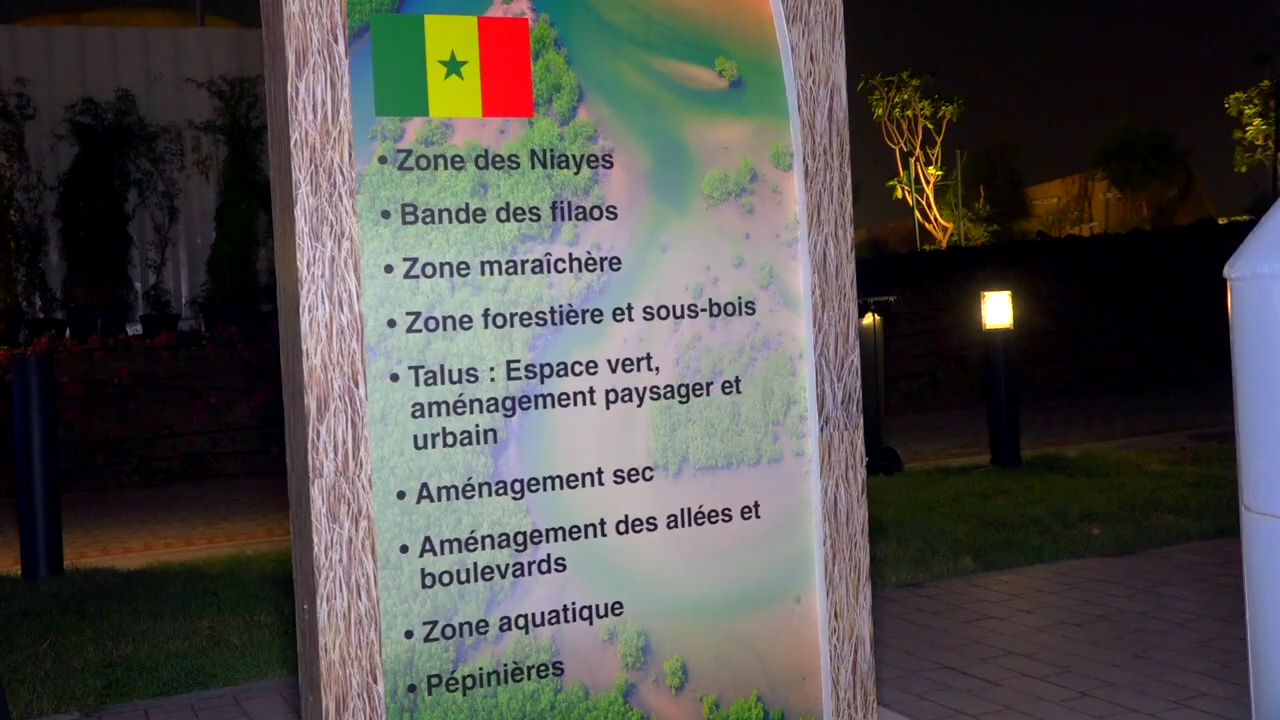 • Zone des Niayes
• Bande des filaos
• Zone maraîchère
• Zone forestière et sous-bois
• Talus : Espace vert,
aménagement paysager et
urbain
• Aménagement sec
• Aménagement des allées et
boulevards
• Zone aquatique
• Pépinières